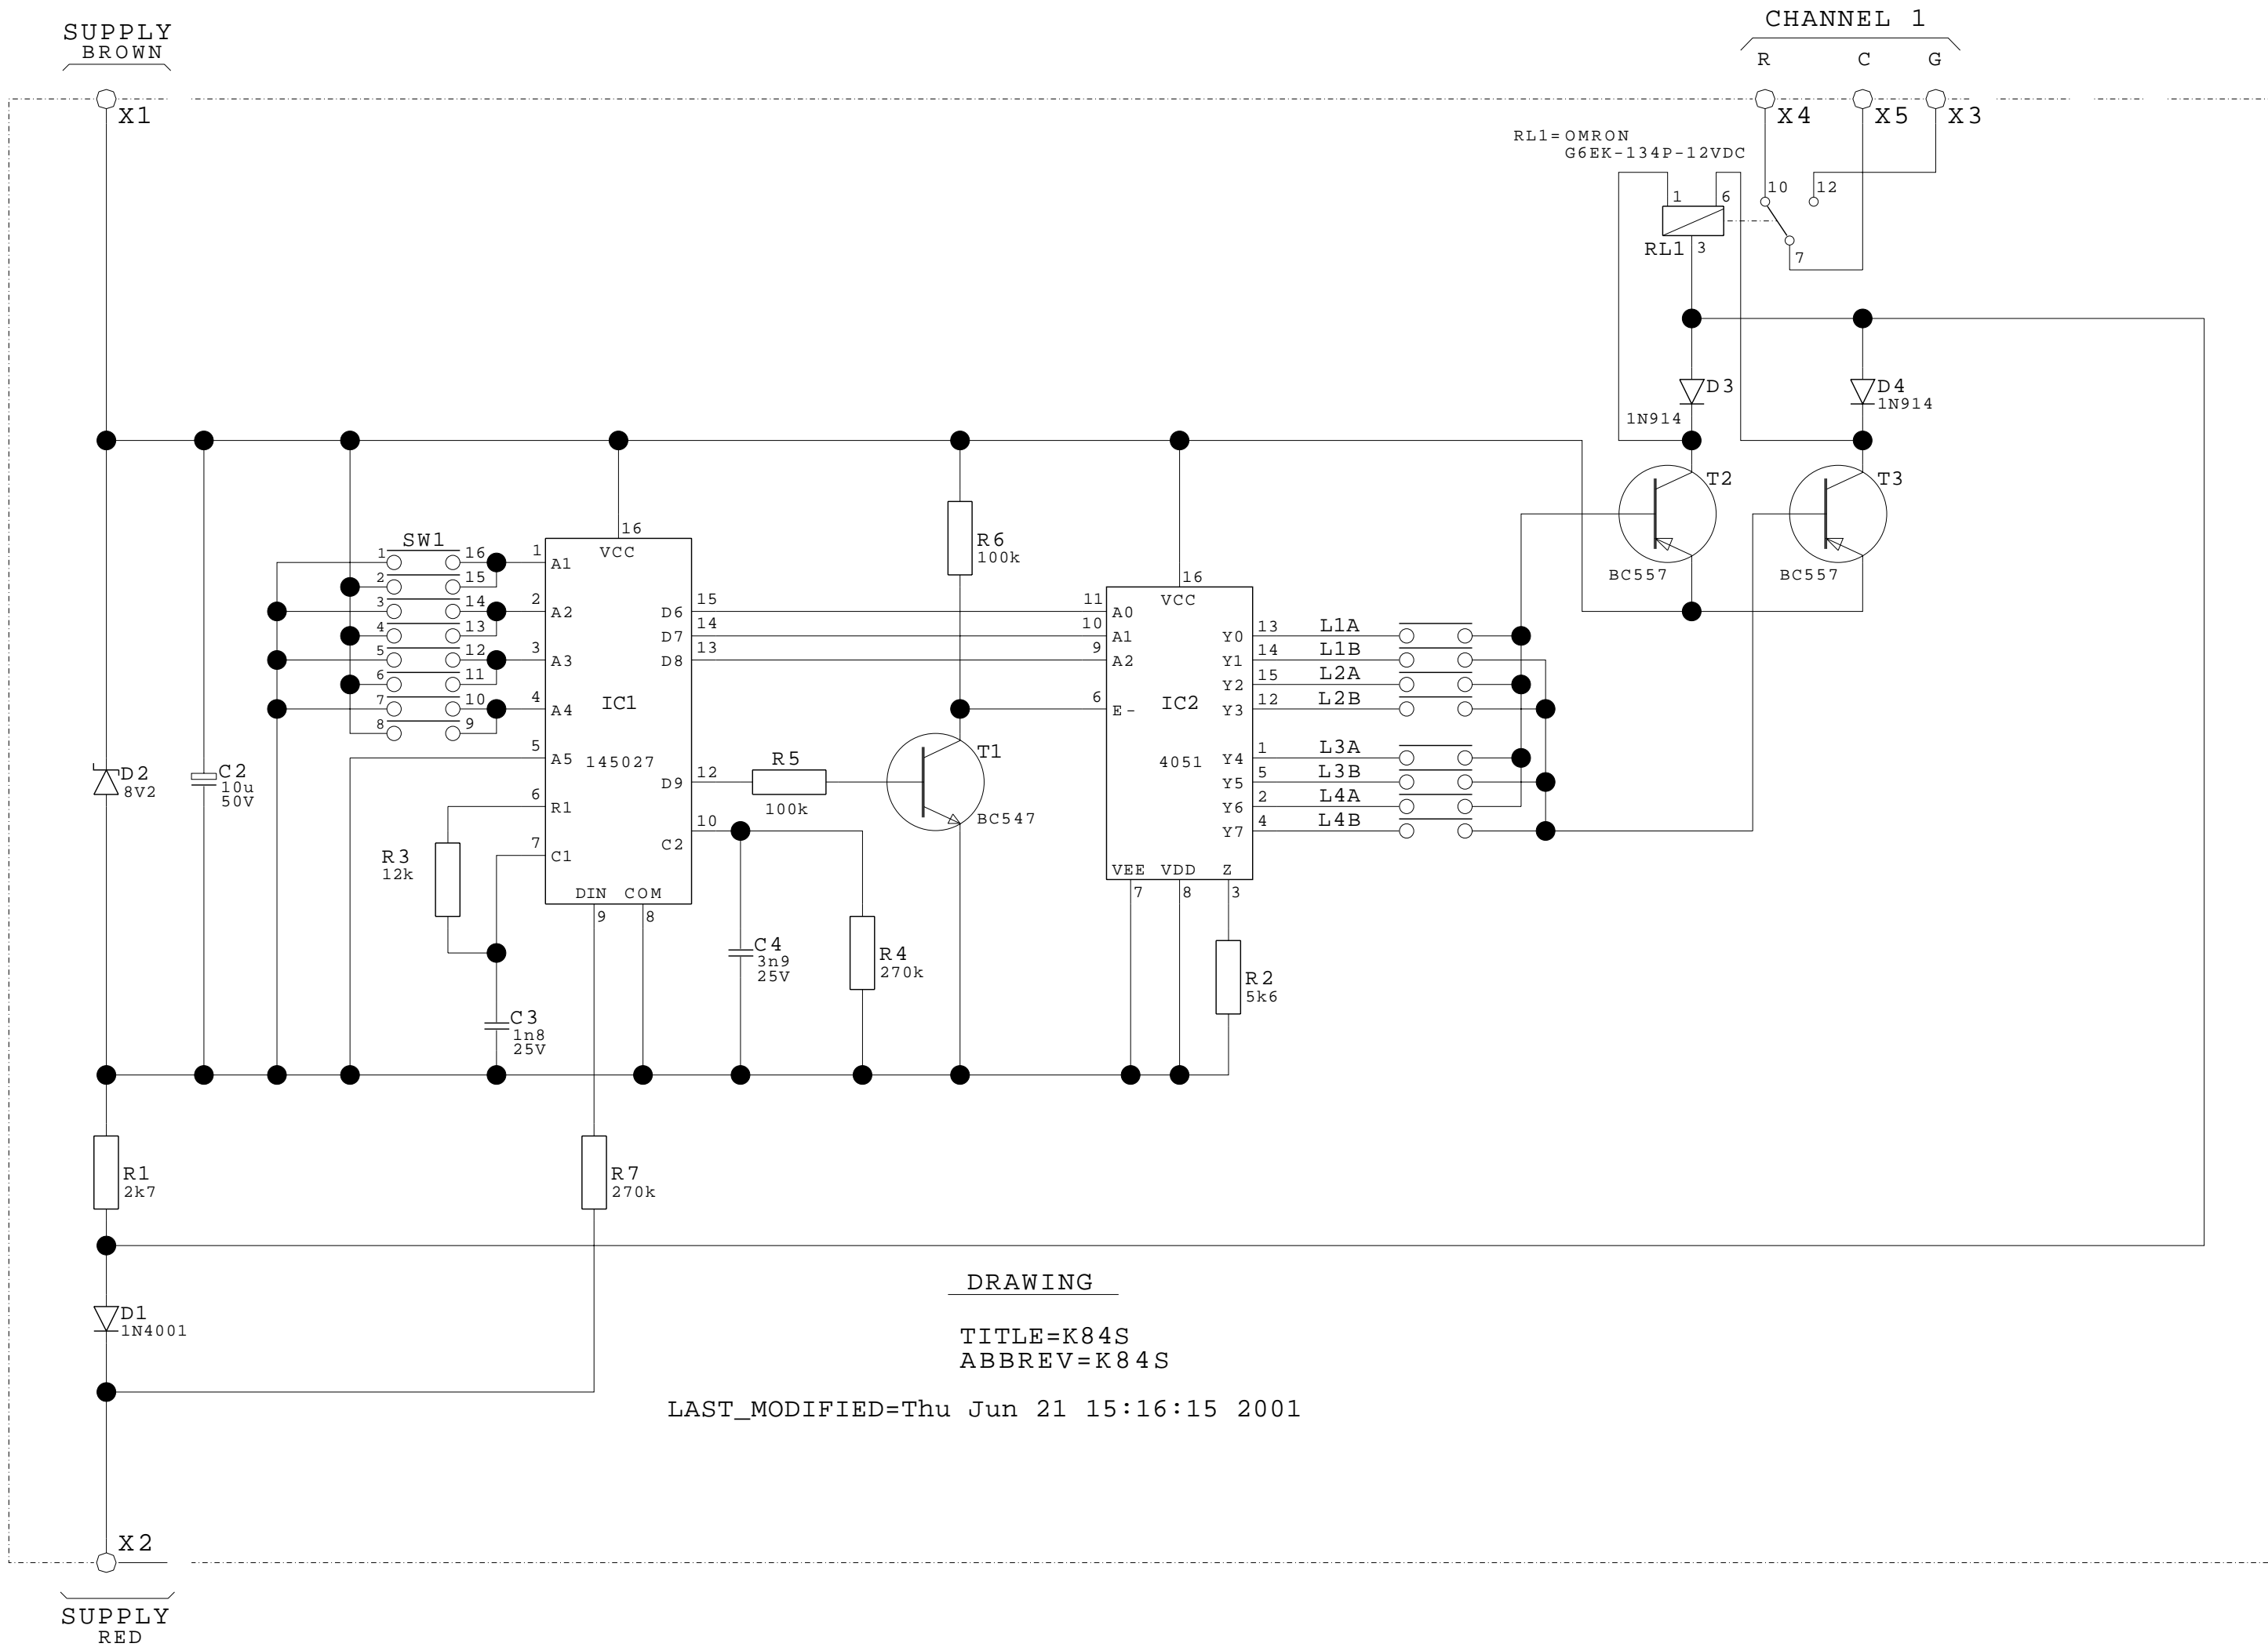 SUPPLY
BROWN
X1
CHANNEL 1
R C G
X4 X5 X3
RL1=OMRON
G6EK-134P-12VDC
1 6
10 12
RL1 3
7
D3
1N914
D4
1N914
T2
BC557
T3
BC557
SW1
1 16
2 15
3 14
4 13
5 12
6 11
7 10
8 9
16
VCC
1 A1
2 A2
3 A3
4 A4
5 A5
6 R1
7 C1
IC1
145027
D6 15
D7 14
D8 13
D9 12
C2 10
DIN COM
9 8
R6
100k
R5
100k
T1
BC547
16
VCC
11 A0
10 A1
9 A2
6 E-
IC2
4051
Y0 13 L1A
Y1 14 L1B
Y2 15 L2A
Y3 12 L2B
Y4 1 L3A
Y5 5 L3B
Y6 2 L4A
Y7 4 L4B
VEE VDD Z
7 8 3
D2
8V2
C2
10u
50V
R3
12k
C3
1n8
25V
C4
3n9
25V
R4
270k
R2
5k6
R1
2k7
R7
270k
D1
1N4001
DRAWING
TITLE=K84S
ABBREV=K84S
LAST_MODIFIED=Thu Jun 21 15:16:15 2001
X2
SUPPLY
RED